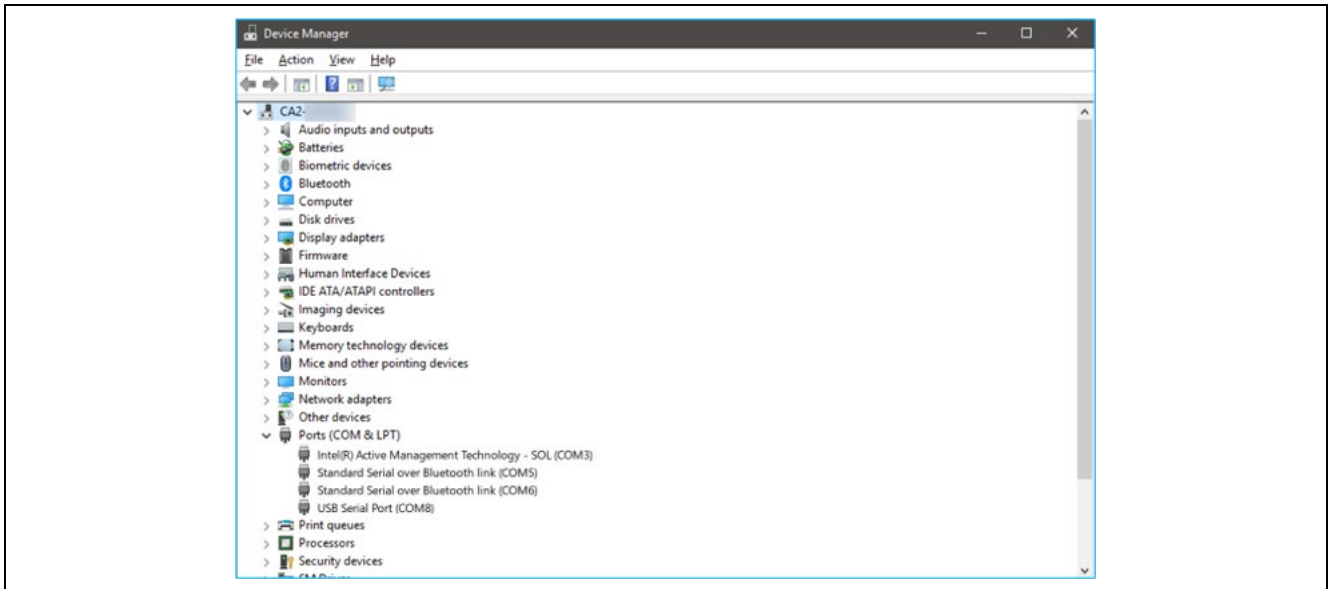 Device Manager
File Action View Help
CA2-
Audio inputs and outputs
Batteries
Biometric devices
Bluetooth
Computer
Disk drives
Display adapters
Firmware
Human Interface Devices
IDE ATA/ATAPI controllers
Imaging devices
Keyboards
Memory technology devices
Mice and other pointing devices
Monitors
Network adapters
Other devices
Ports (COM & LPT)
Intel(R) Active Management Technology - SOL (COM3)
Standard Serial over Bluetooth link (COM5)
Standard Serial over Bluetooth link (COM6)
USB Serial Port (COM8)
Print queues
Processors
Security devices